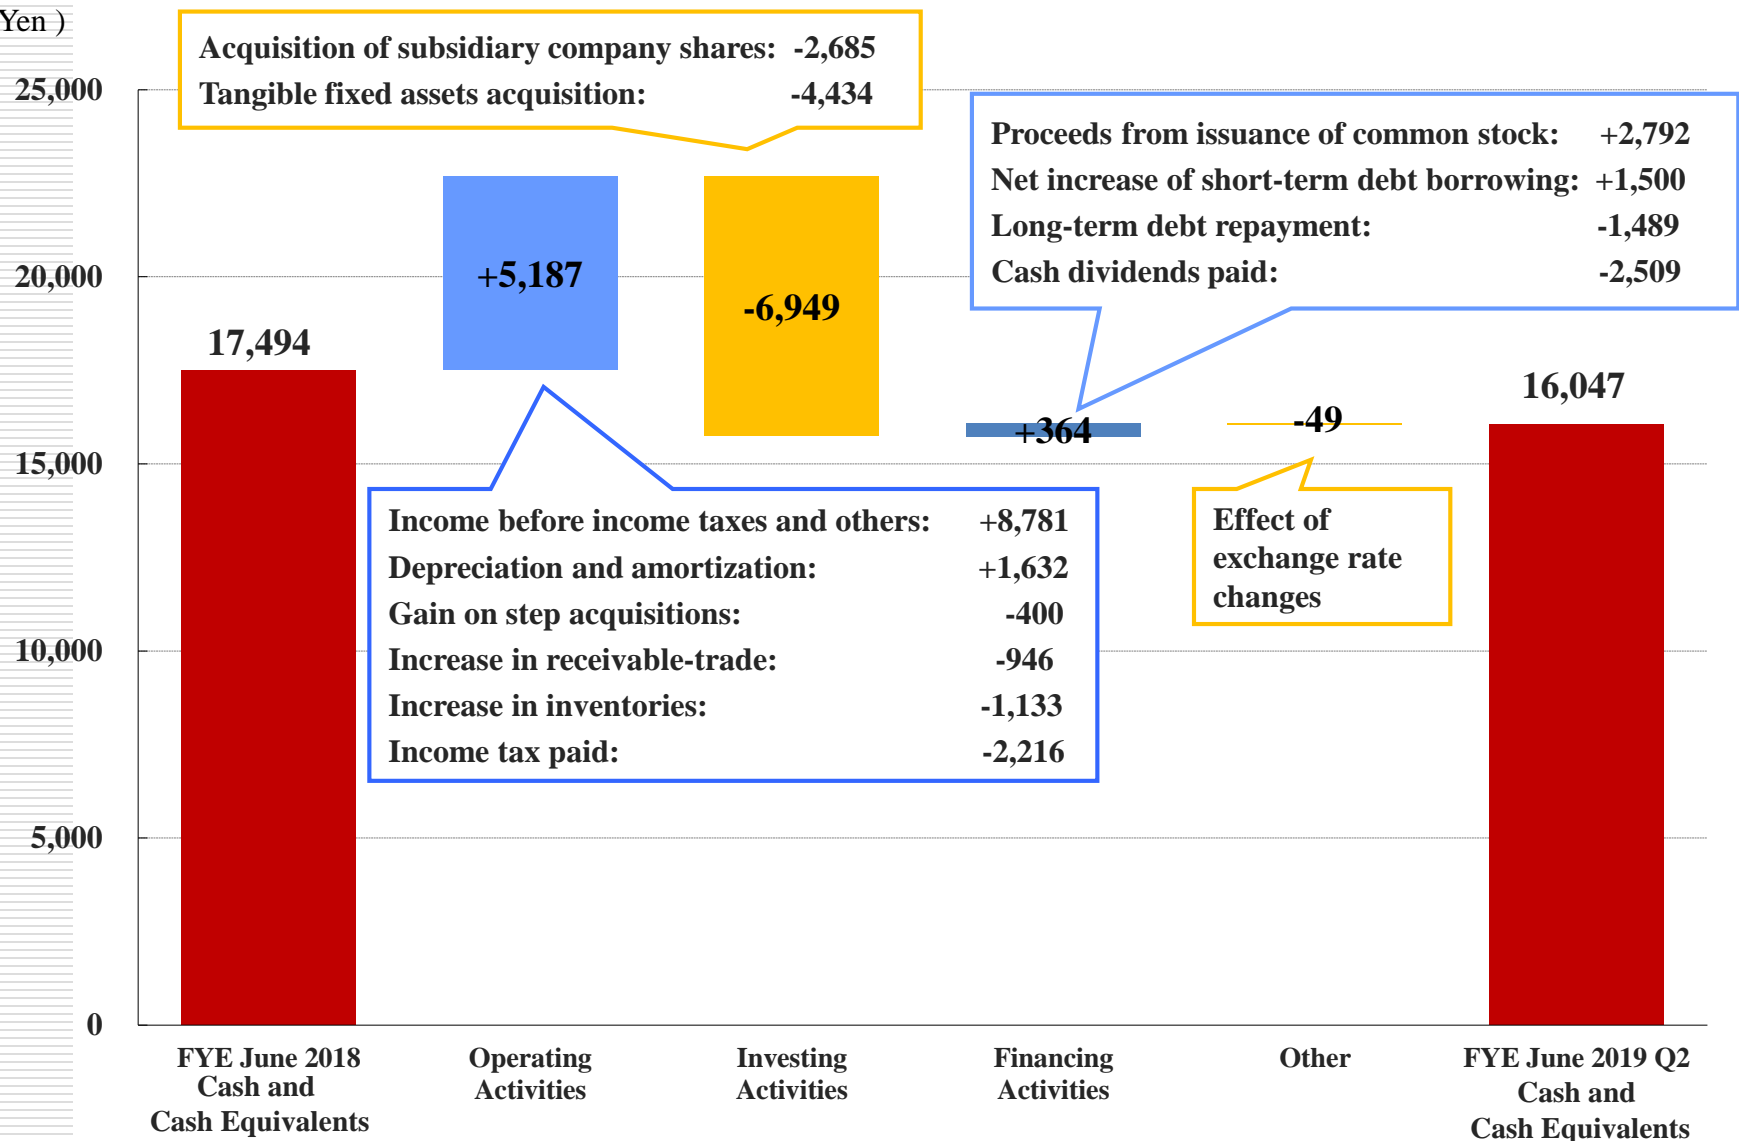 Yen )
Acquisition of subsidiary company shares: -2,685
Tangible fixed assets acquisition: -4,434
25,000
Proceeds from issuance of common stock: +2,792
Net increase of short-term debt borrowing: +1,500
Long-term debt repayment: -1,489
Cash dividends paid: -2,509
20,000
+5,187
-6,949
17,494
16,047
+364
-49
15,000
Income before income taxes and others: +8,781
Depreciation and amortization: +1,632
Gain on step acquisitions: -400
Increase in receivable-trade: -946
Increase in inventories: -1,133
Income tax paid: -2,216
Effect of
exchange rate
changes
10,000
5,000
0
FYE June 2018
Cash and
Cash Equivalents
Operating
Activities
Investing
Activities
Financing
Activities
Other
FYE June 2019 Q2
Cash and
Cash Equivalents